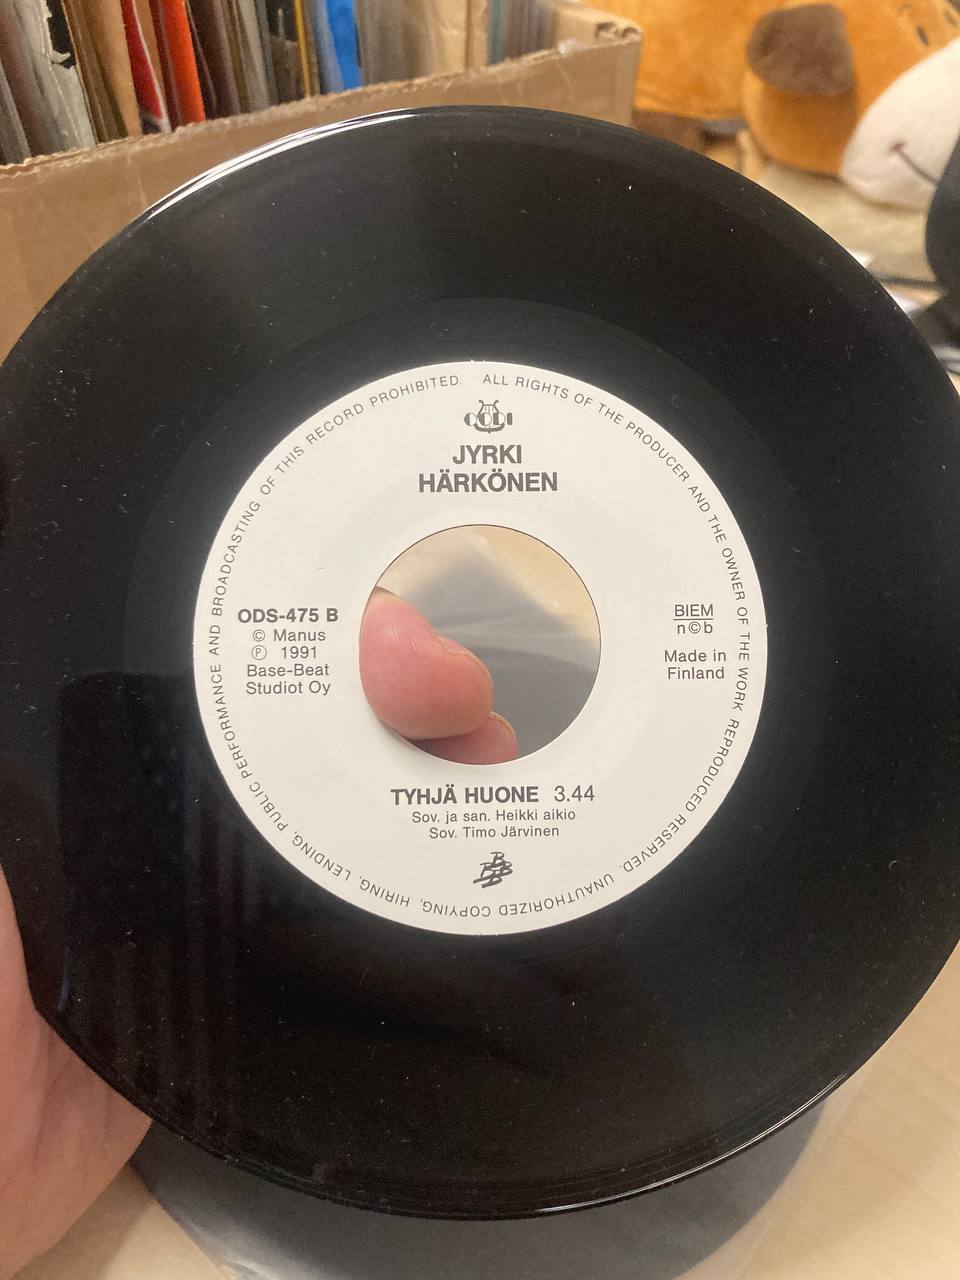 ALL RIGHTS OF THE PRODUCER AND THE OWNER OF THE WORK REPRODUCED RESERVED. UNAUTHORIZED COPYING, HIRING, LENDING, PUBLIC PERFORMANCE AND BROADCASTING OF THIS RECORD PROHIBITED.
JYRKI
HÄRKÖNEN
ODS-475 B
© Manus
℗ 1991
Base-Beat
Studiot Oy
BIEM
n©b
Made in
Finland
TYHJÄ HUONE 3.44
Sov. ja san. Heikki aikio
Sov. Timo Järvinen